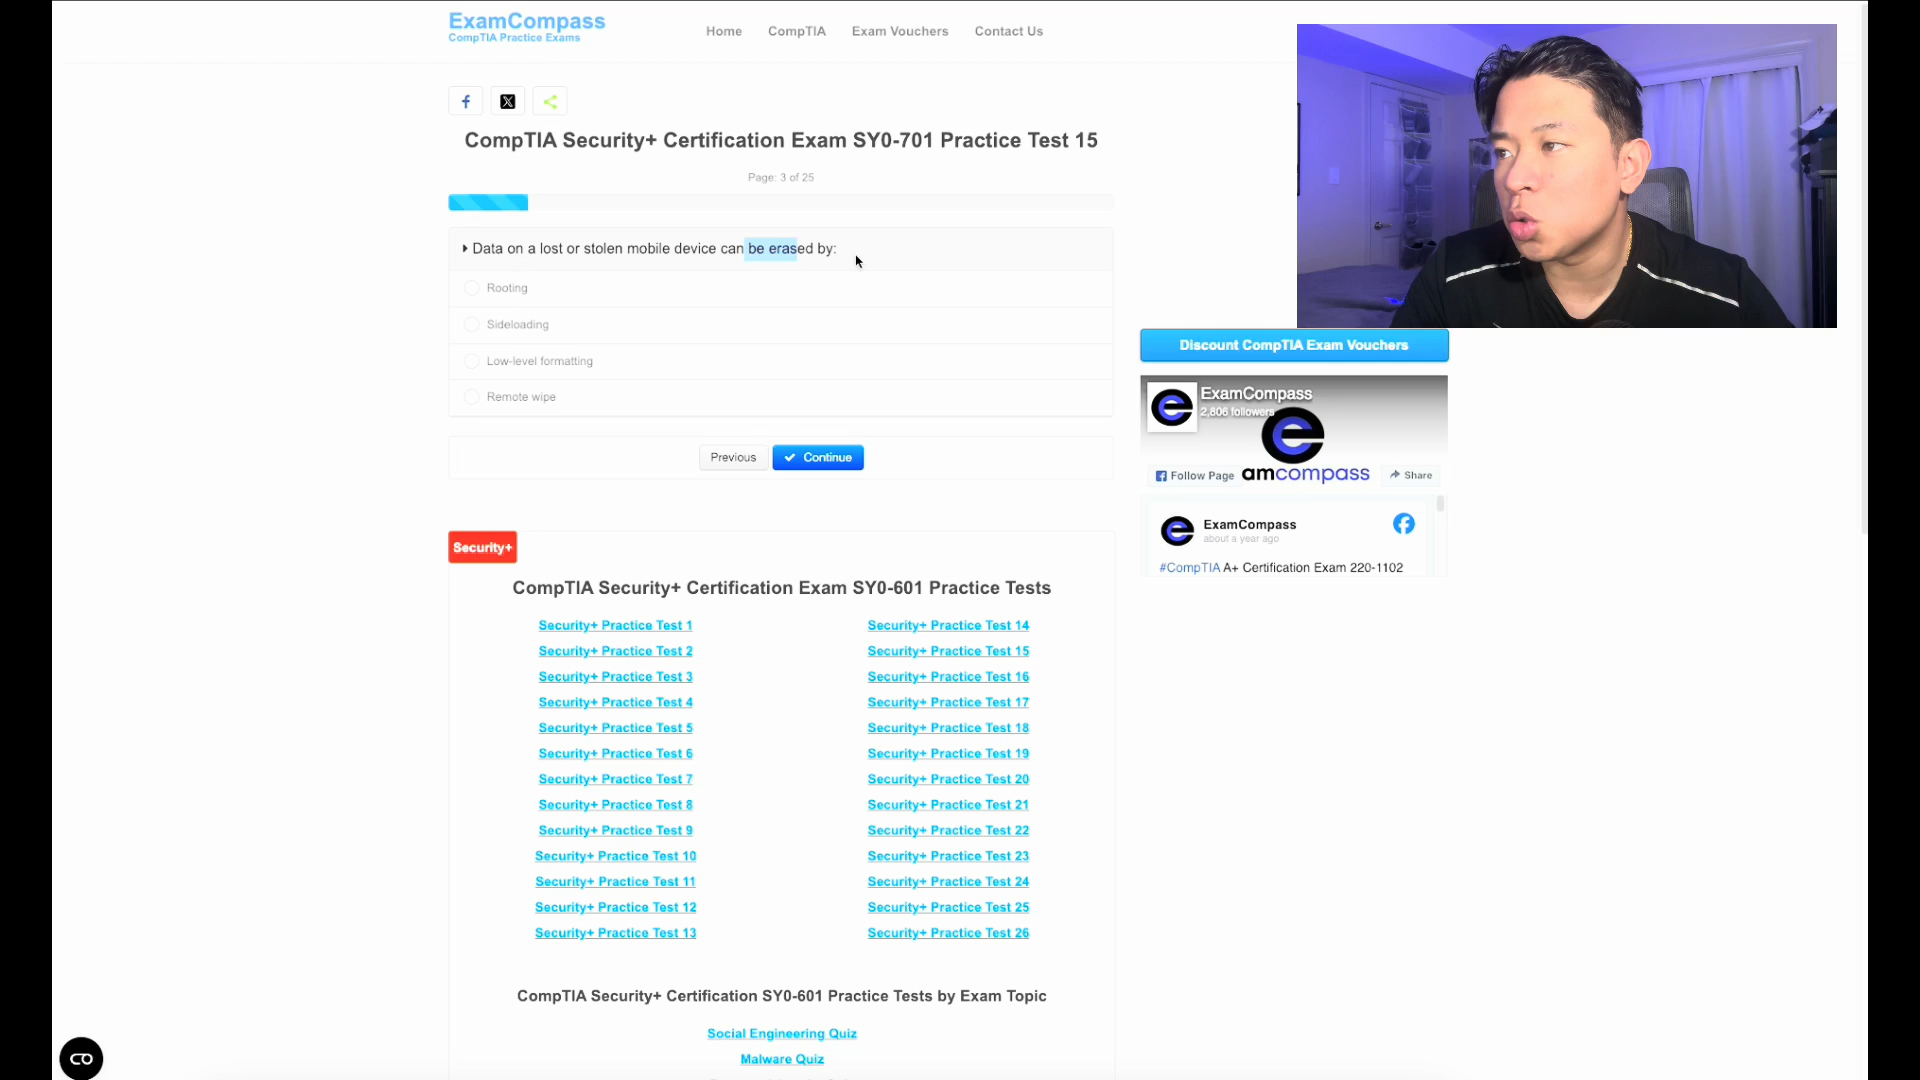 ExamCompass
CompTIA Practice Exams
Home
CompTIA
Exam Vouchers
Contact Us
CompTIA Security+ Certification Exam SY0-701 Practice Test 15
Page: 3 of 25
Data on a lost or stolen mobile device can be erased by:
Rooting
Sideloading
Low-level formatting
Remote wipe
Previous
Continue
Discount CompTIA Exam Vouchers
ExamCompass
2,806 followers
Follow Page
amcompass
Share
ExamCompass
about a year ago
#CompTIA A+ Certification Exam 220-1102
Security+
CompTIA Security+ Certification Exam SY0-601 Practice Tests
Security+ Practice Test 1
Security+ Practice Test 2
Security+ Practice Test 3
Security+ Practice Test 4
Security+ Practice Test 5
Security+ Practice Test 6
Security+ Practice Test 7
Security+ Practice Test 8
Security+ Practice Test 9
Security+ Practice Test 10
Security+ Practice Test 11
Security+ Practice Test 12
Security+ Practice Test 13
Security+ Practice Test 14
Security+ Practice Test 15
Security+ Practice Test 16
Security+ Practice Test 17
Security+ Practice Test 18
Security+ Practice Test 19
Security+ Practice Test 20
Security+ Practice Test 21
Security+ Practice Test 22
Security+ Practice Test 23
Security+ Practice Test 24
Security+ Practice Test 25
Security+ Practice Test 26
CompTIA Security+ Certification SY0-601 Practice Tests by Exam Topic
Social Engineering Quiz
Malware Quiz